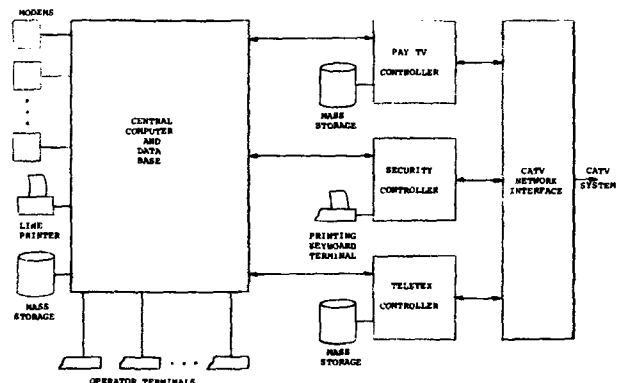 MODEMS
CENTRAL
COMPUTER
AND
DATA
BASE
LINE
PRINTER
MASS
STORAGE
OPERATOR TERMINALS
PAY TV
CONTROLLER
MASS
STORAGE
SECURITY
CONTROLLER
PRINTING
KEYBOARD
TERMINAL
TELETEX
CONTROLLER
MASS
STORAGE
CATV
NETWORK
INTERFACE
CATV
SYSTEM